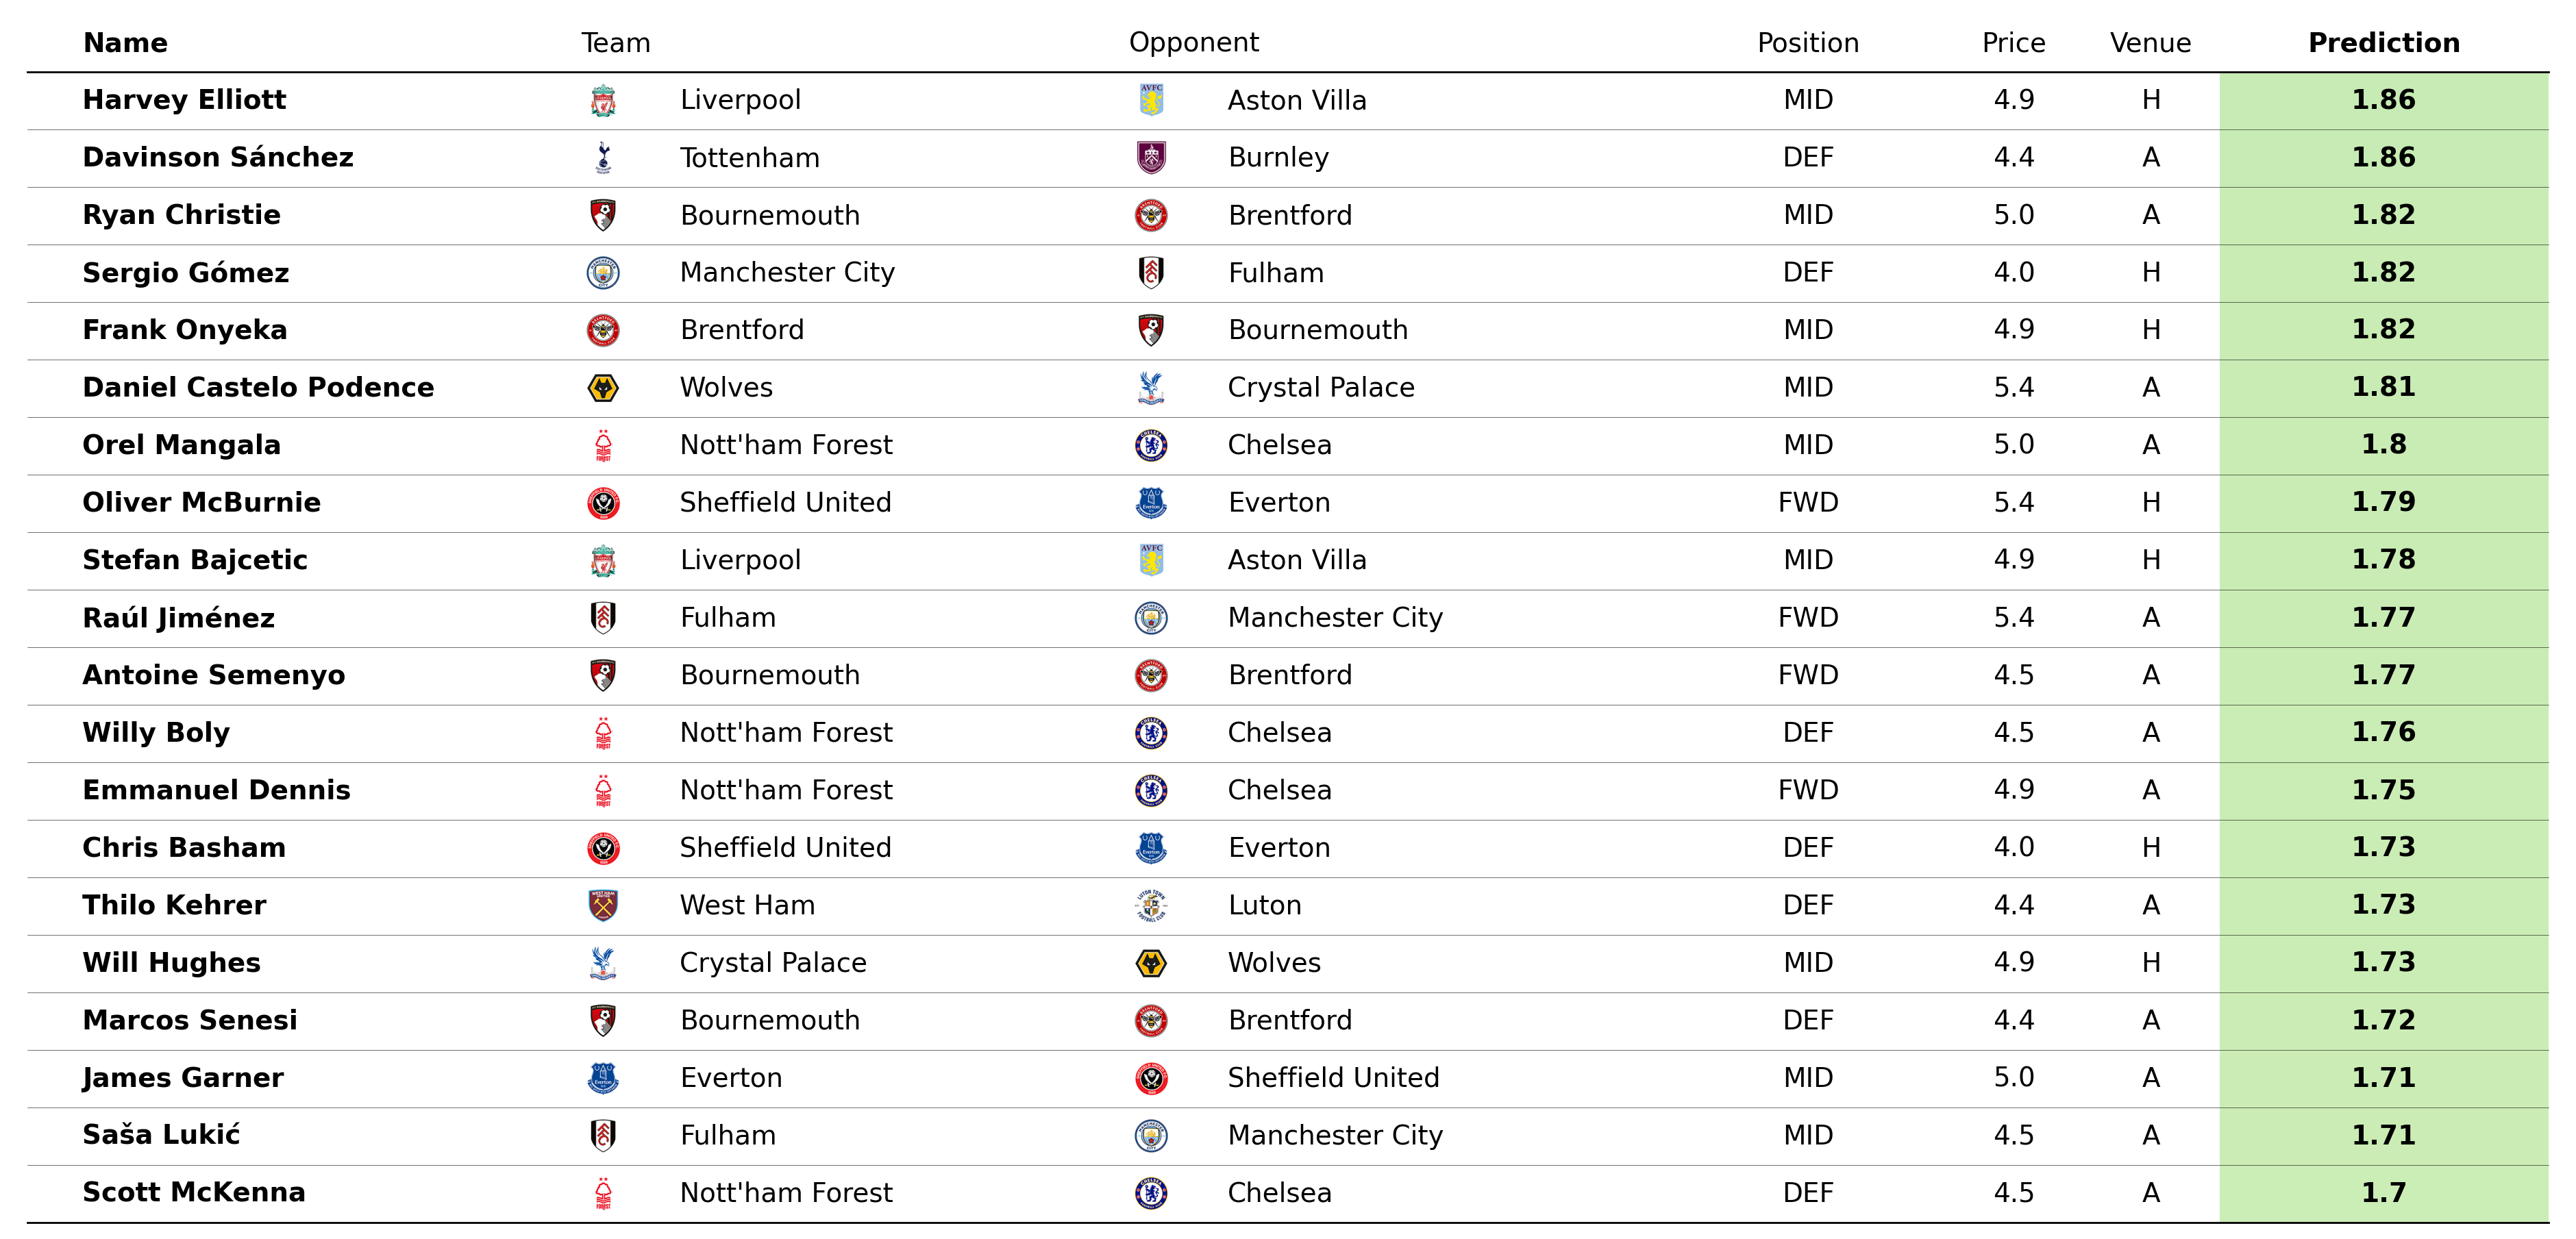 Name Team Opponent Position Price Venue Prediction
Harvey Elliott Liverpool Aston Villa MID 4.9 H 1.86
Davinson Sánchez Tottenham Burnley DEF 4.4 A 1.86
Ryan Christie Bournemouth Brentford MID 5.0 A 1.82
Sergio Gómez Manchester City Fulham DEF 4.0 H 1.82
Frank Onyeka Brentford Bournemouth MID 4.9 H 1.82
Daniel Castelo Podence Wolves Crystal Palace MID 5.4 A 1.81
Orel Mangala Nott'ham Forest Chelsea MID 5.0 A 1.8
Oliver McBurnie Sheffield United Everton FWD 5.4 H 1.79
Stefan Bajcetic Liverpool Aston Villa MID 4.9 H 1.78
Raúl Jiménez Fulham Manchester City FWD 5.4 A 1.77
Antoine Semenyo Bournemouth Brentford FWD 4.5 A 1.77
Willy Boly Nott'ham Forest Chelsea DEF 4.5 A 1.76
Emmanuel Dennis Nott'ham Forest Chelsea FWD 4.9 A 1.75
Chris Basham Sheffield United Everton DEF 4.0 H 1.73
Thilo Kehrer West Ham Luton DEF 4.4 A 1.73
Will Hughes Crystal Palace Wolves MID 4.9 H 1.73
Marcos Senesi Bournemouth Brentford DEF 4.4 A 1.72
James Garner Everton Sheffield United MID 5.0 A 1.71
Saša Lukić Fulham Manchester City MID 4.5 A 1.71
Scott McKenna Nott'ham Forest Chelsea DEF 4.5 A 1.7